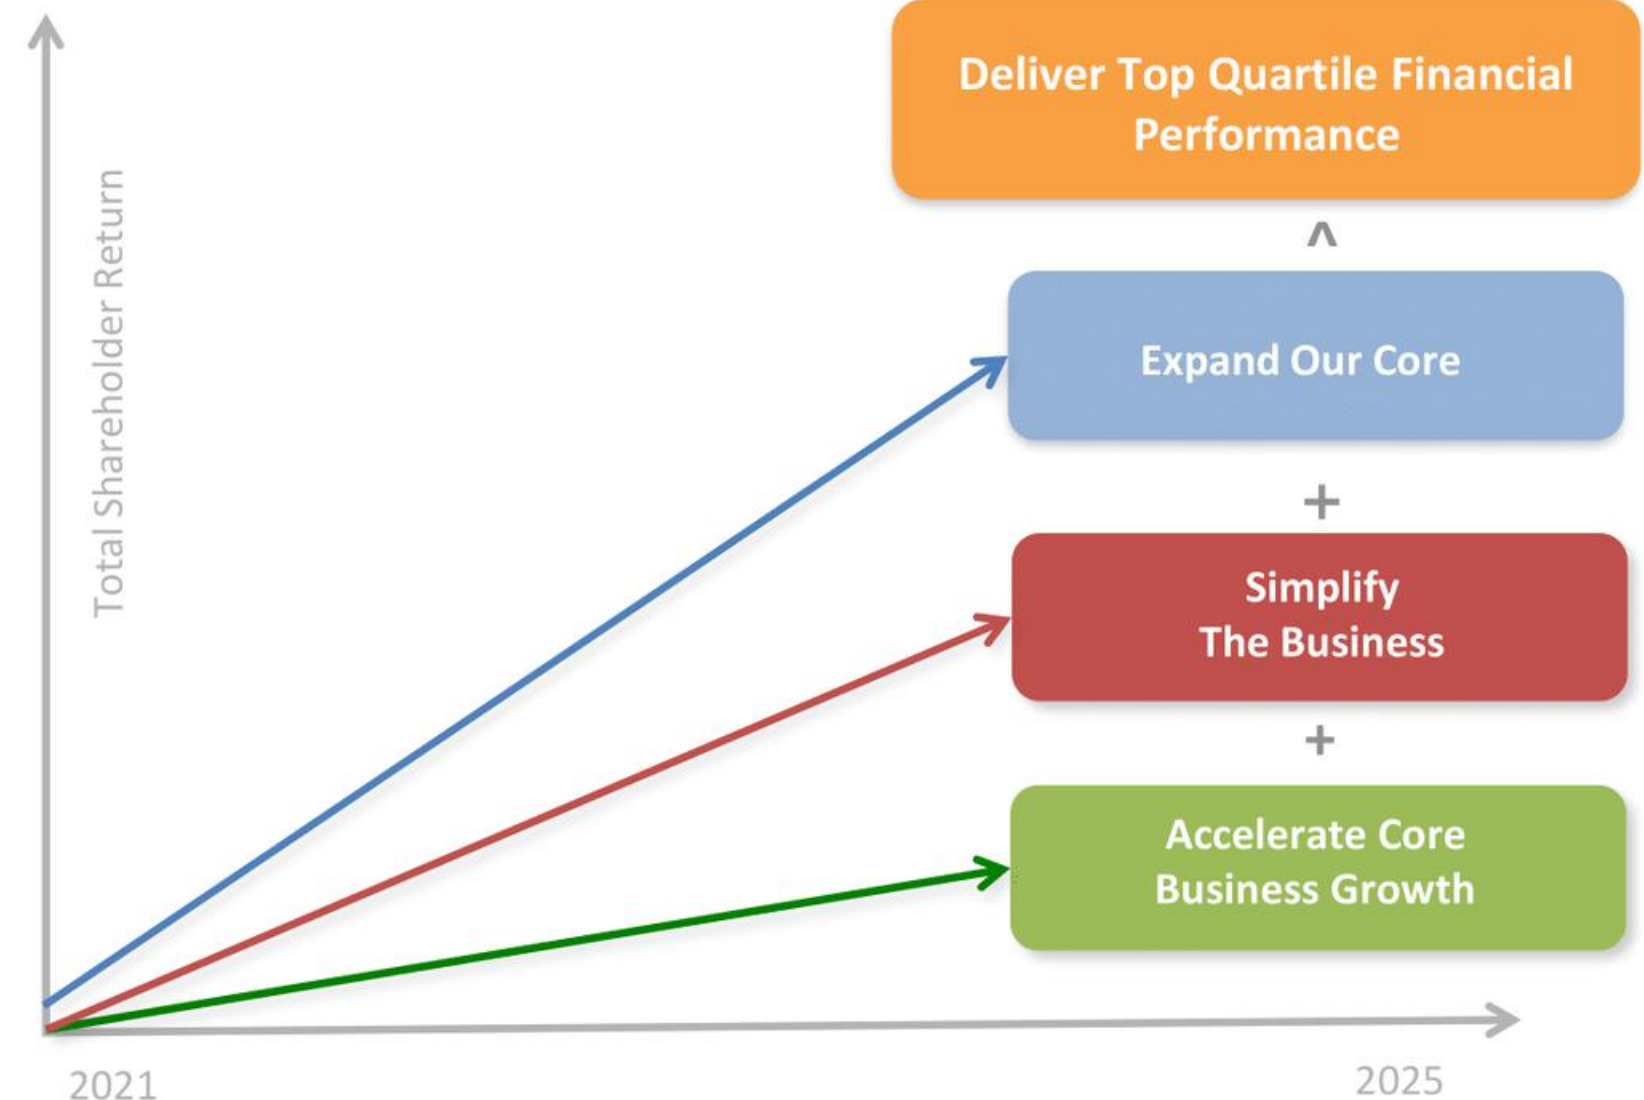 Deliver Top Quartile Financial
Performance
^
Total Shareholder Return
Expand Our Core
+
Simplify
The Business
+
Accelerate Core
Business Growth
2021
2025